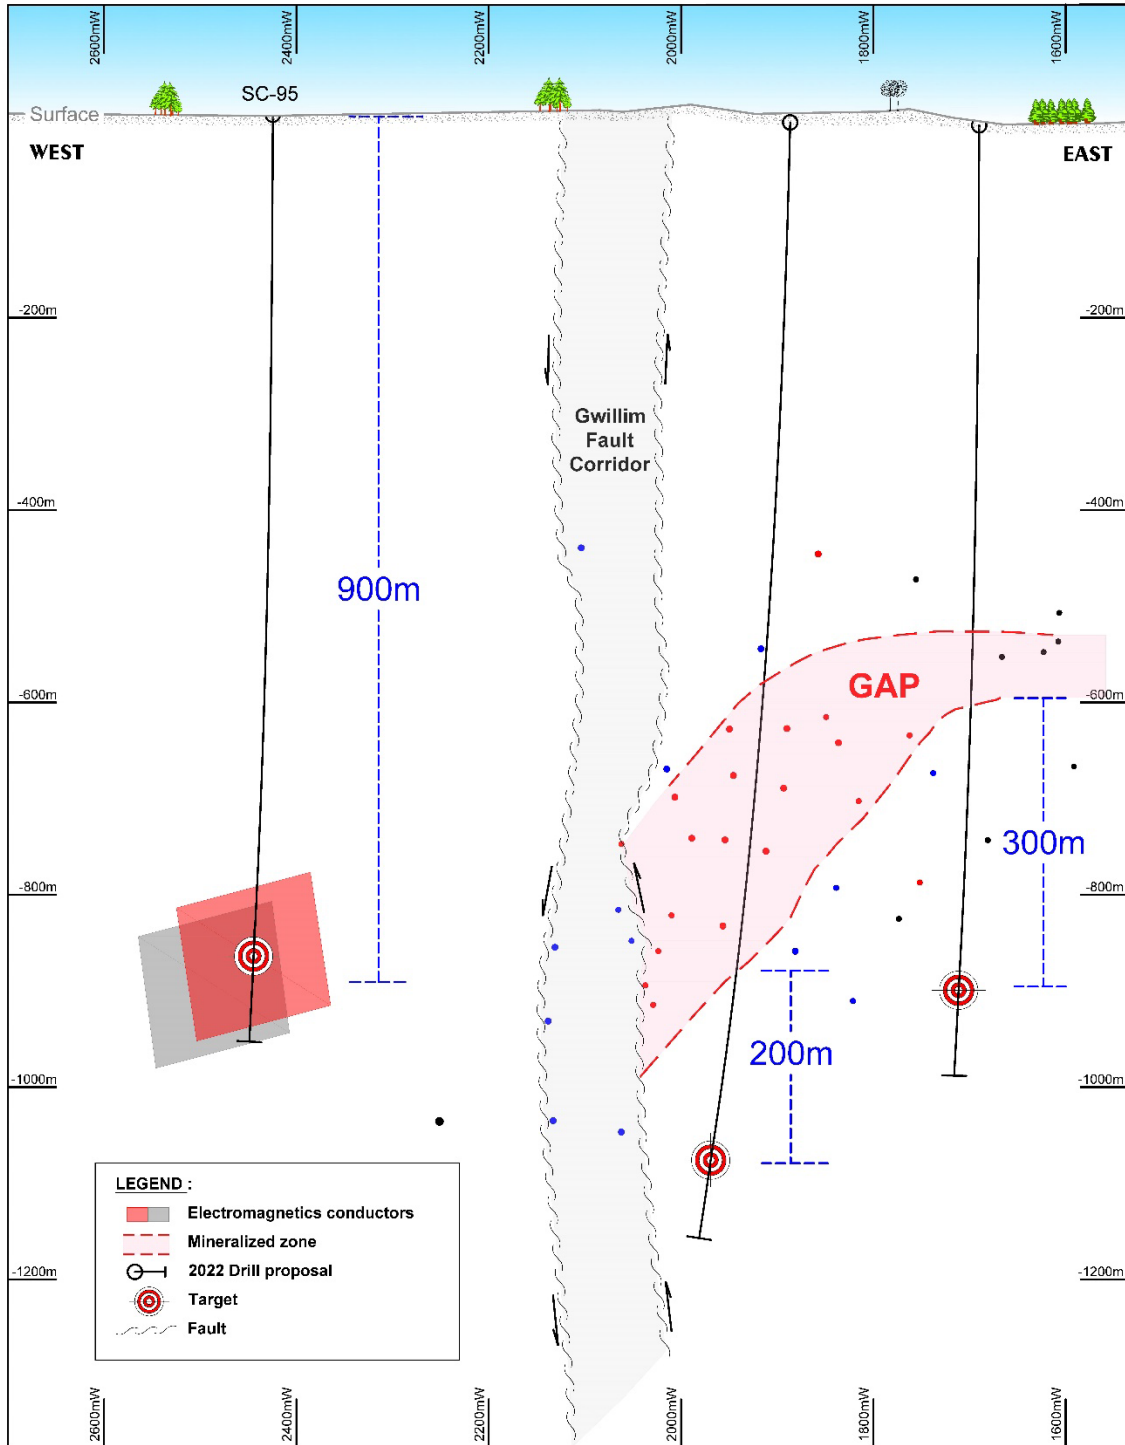 2600mW
2400mW
2200mW
2000mW
1800mW
1600mW
SC-95
Surface
WEST
EAST
-200m
-200m
Gwillim
Fault
Corridor
-400m
-400m
900m
GAP
-600m
-600m
300m
-800m
-800m
200m
-1000m
-1000m
LEGEND :
Electromagnetics conductors
Mineralized zone
2022 Drill proposal
Target
Fault
-1200m
-1200m
2600mW
2400mW
2200mW
2000mW
1800mW
1600mW